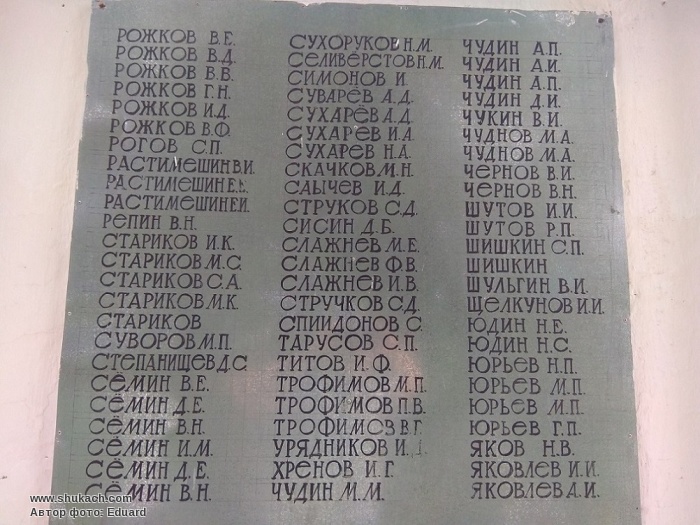 РОЖКОВ В.Е.
РОЖКОВ В.Д.
РОЖКОВ В.В.
РОЖКОВ Г.Н.
РОЖКОВ И.Д.
РОЖКОВ В.Ф.
РОГОВ С.П.
РАСТИМЕШИН В.И.
РАСТИМЕШИН
РАСТИМЕШИН Е.И.
РЕПИН В.Н.
СТАРИКОВ И.К.
СТАРИКОВ М.С.
СТАРИКОВ С.А.
СТАРИКОВ М.К.
СТАРИКОВ
СУВОРОВ М.П.
СТЕПАНИЩЕВ Д.С.
СЁМИН В.Е.
СЁМИН Д.Е.
СЁМИН В.Н.
СЁМИН И.М.
СЁМИН Д.Е.
СЁМИН В.Н.
СУХОРУКОВ Н.М.
СЕЛИВЕРСТОВ Н.М.
СИМОНОВ И.
СУВАРЁВ А.Д.
СУХАРЁВ А.Д.
СУХАРЕВ И.А.
СУХАРЕВ Н.А.
СКАЧКОВ М.Н.
САЫЧЕВ И.Д.
СТРУКОВ С.Д.
СИСИН Д.Б.
СЛАЖНЕВ М.Е.
СЛАЖНЕВ Ф.В.
СЛАЖНЕВ И.В.
СТРУЧКОВ С.Д.
СПИИДОНОВ С.
ТАРУСОВ С.П.
ТИТОВ И.Ф.
ТРОФИМОВ М.П.
ТРОФИМОВ П.В.
ТРОФИМОВ В.Г.
УРЯДНИКОВ И.
ХРЕНОВ И.Г.
ЧУДИН М.М.
ЧУДИН А.П.
ЧУДИН А.И.
ЧУДИН А.П.
ЧУДИН Д.И.
ЧУКИН В.И.
ЧУДНОВ М.А.
ЧУДНОВ М.А.
ЧЕРНОВ В.И.
ЧЕРНОВ В.Н.
ШУТОВ И.И.
ШУТОВ Р.П.
ШИШКИН С.П.
ШИШКИН
ШУЛЬГИН В.И.
ЩЕЛКУНОВ И.И.
ЮДИН Н.Е.
ЮДИН Н.С.
ЮРЬЕВ Н.П.
ЮРЬЕВ М.П.
ЮРЬЕВ М.П.
ЮРЬЕВ Г.П.
ЯКОВ Н.В.
ЯКОВЛЕВ И.И.
ЯКОВЛЕВ А.И.
www.shukach.com
Автор фото: Eduard